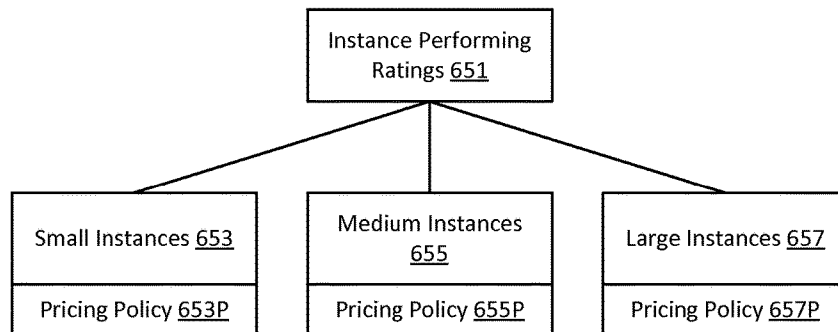 Instance Performing
Ratings 651
Small Instances 653
Medium Instances
655
Large Instances 657
Pricing Policy 653P
Pricing Policy 655P
Pricing Policy 657P